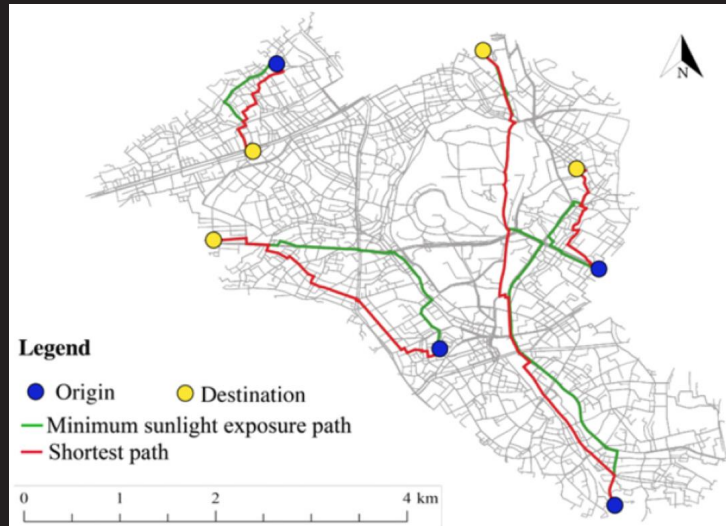 N
Legend
Origin
Destination
Minimum sunlight exposure path
Shortest path
0 1 2 4 km